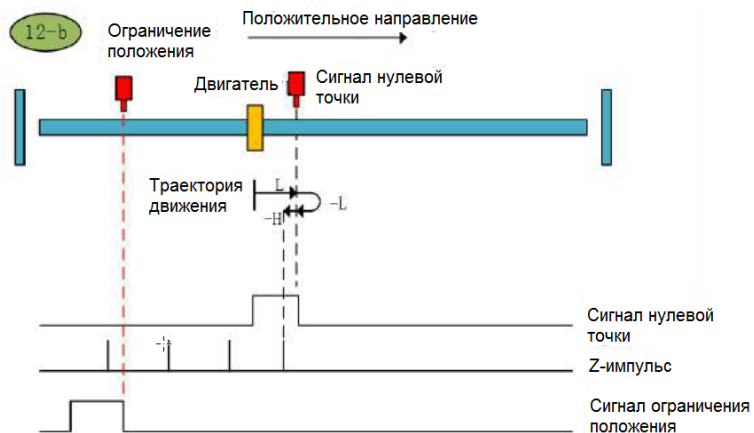 12-b
Ограничение
положения
Положительное направление
Двигатель
Сигнал нулевой
точки
Траектория
движения
L
-L
-H
Сигнал нулевой
точки
Z-импульс
Сигнал ограничения
положения